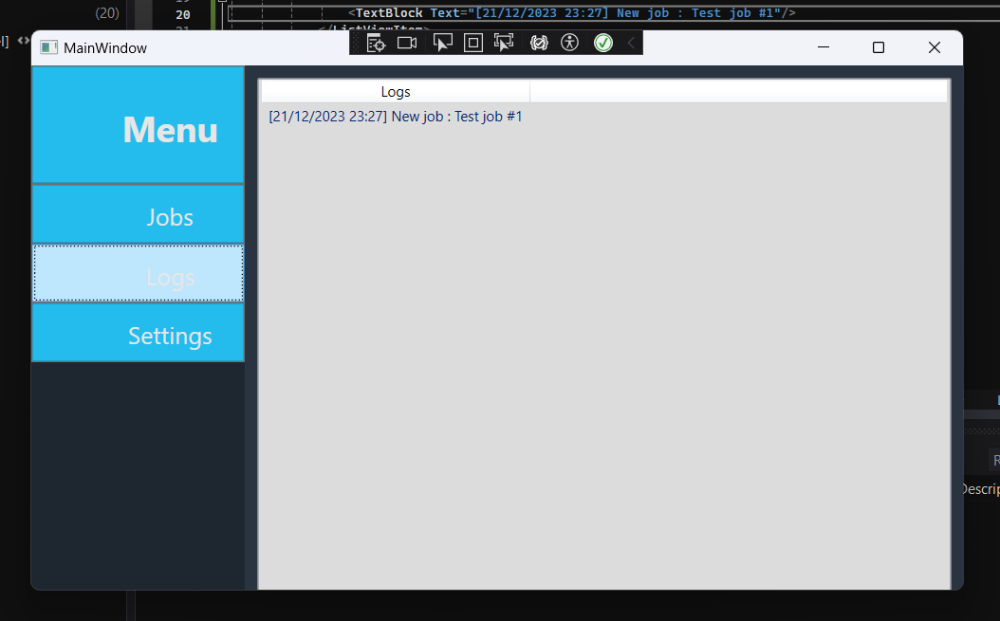 (20)
20
<TextBlock Text="[21/12/2023 23:27] New job : Test job #1"/>
MainWindow
Menu
Jobs
Logs
Settings
Logs
[21/12/2023 23:27] New job : Test job #1
Descrip